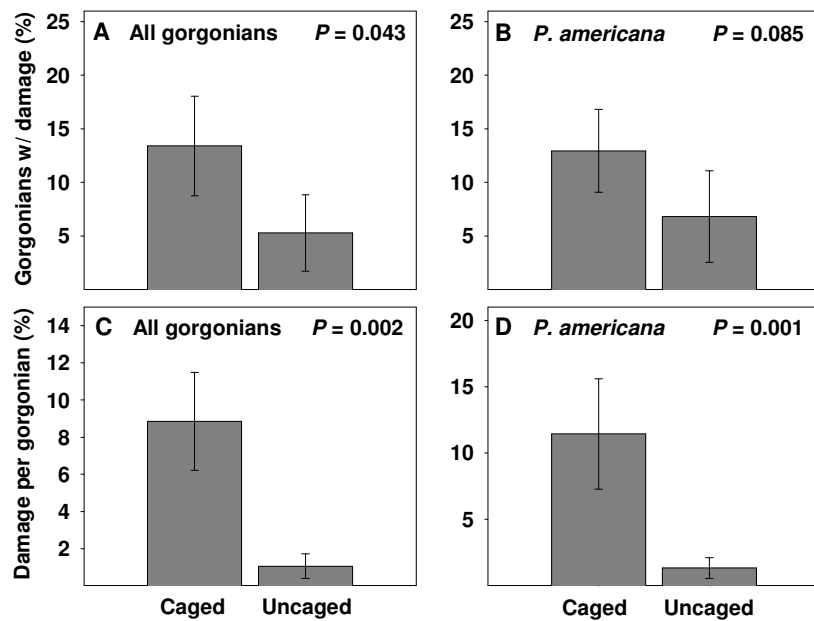 A All gorgonians P = 0.043
B P. americana P = 0.085
Gorgonians w/ damage (%)
25
20
15
10
5
25
20
15
10
5
C All gorgonians P = 0.002
D P. americana P = 0.001
Damage per gorgonian (%)
14
12
10
8
6
4
2
20
15
10
5
Caged Uncaged
Caged Uncaged